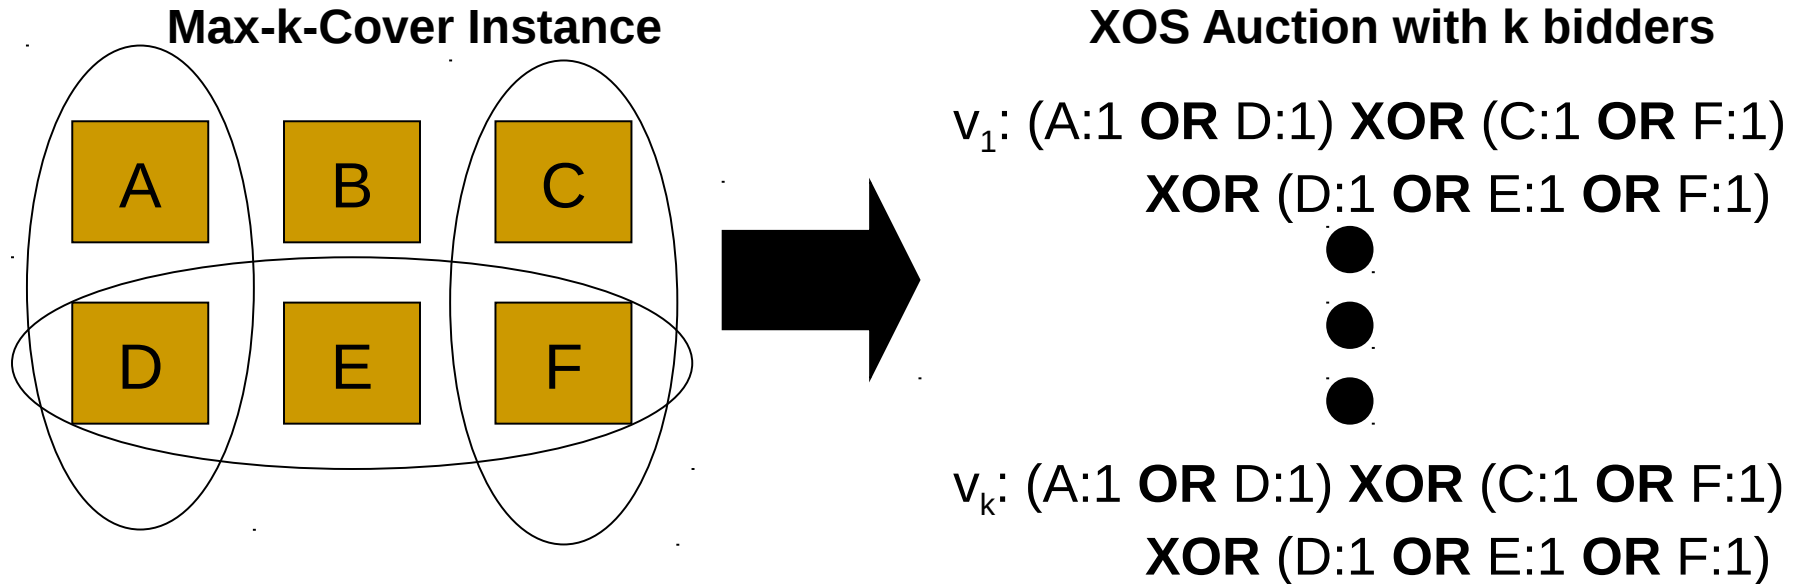 Max-k-Cover Instance
XOS Auction with k bidders
A B C
D E F
v1: (A:1 OR D:1) XOR (C:1 OR F:1)
XOR (D:1 OR E:1 OR F:1)
vk: (A:1 OR D:1) XOR (C:1 OR F:1)
XOR (D:1 OR E:1 OR F:1)